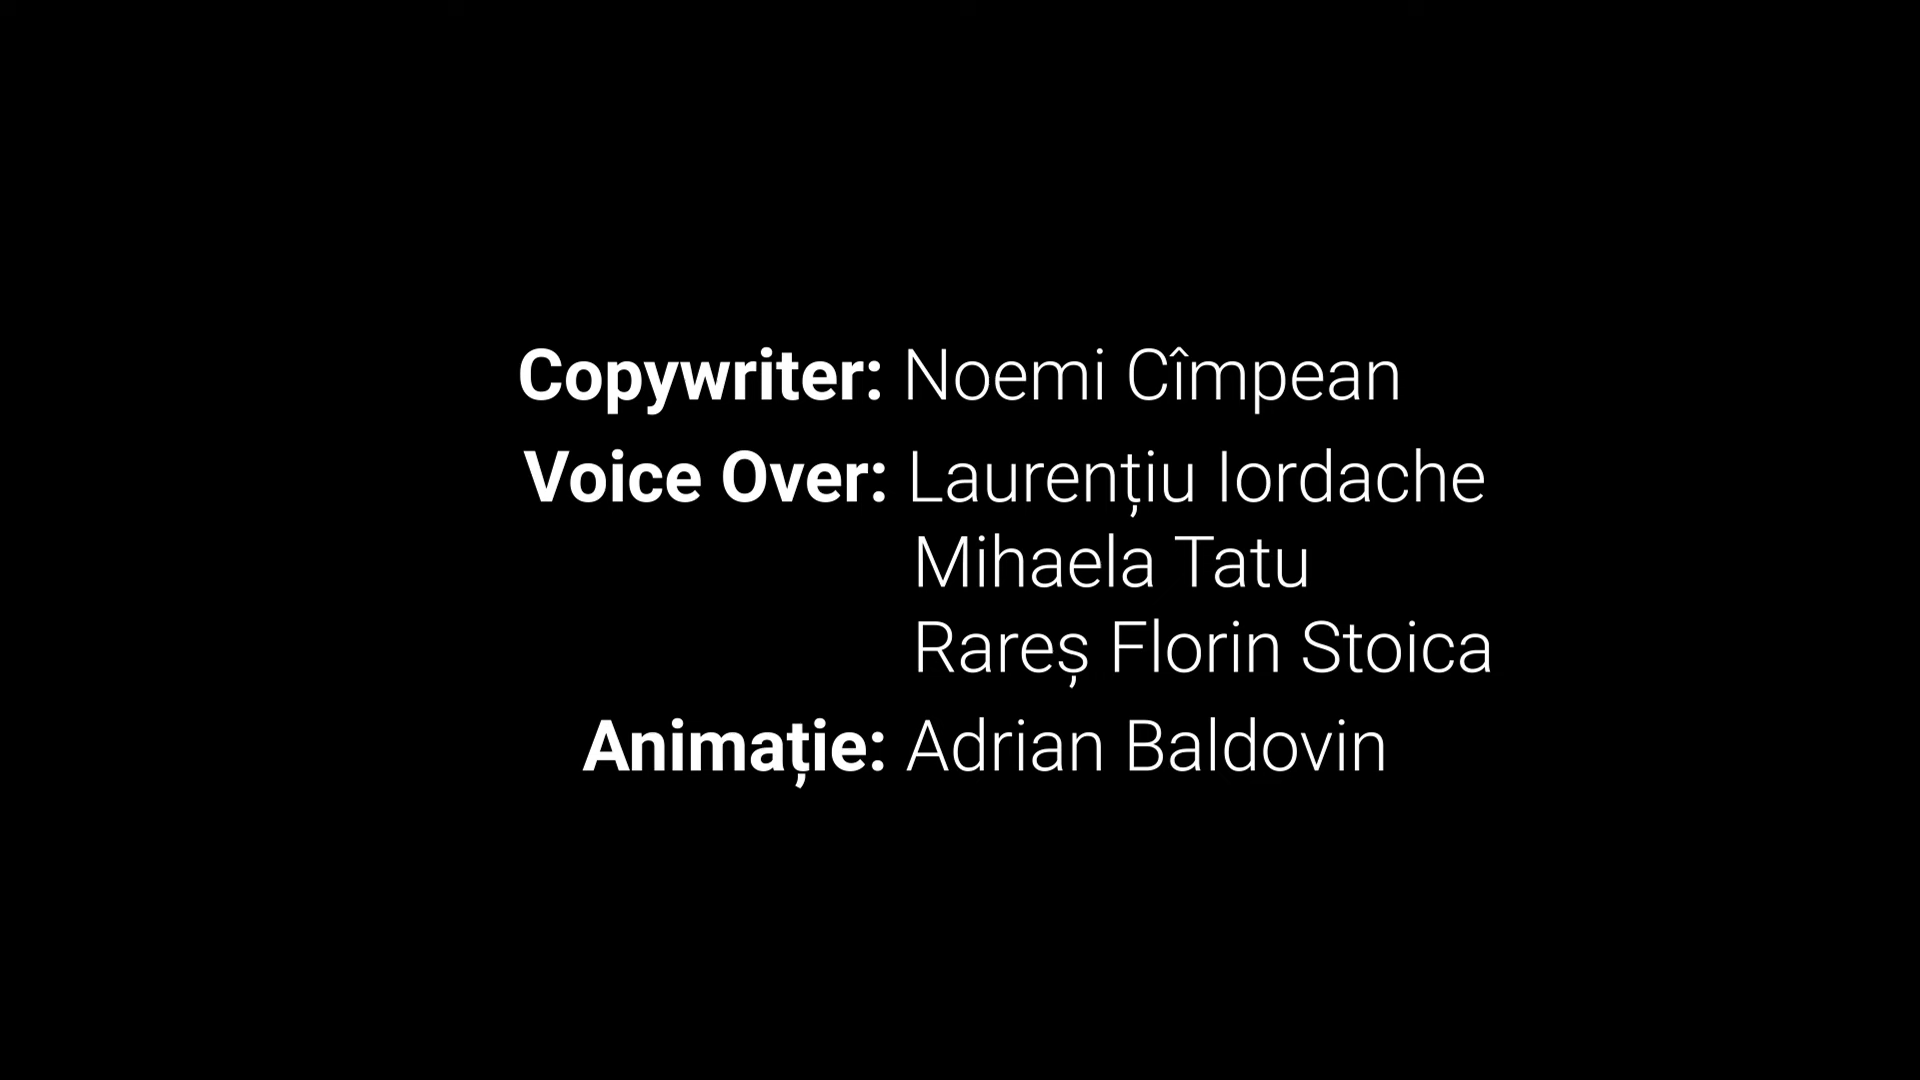 Copywriter: Noemi Cîmpean
Voice Over: Laurențiu Iordache
Mihaela Tatu
Rareș Florin Stoica
Animație: Adrian Baldovin